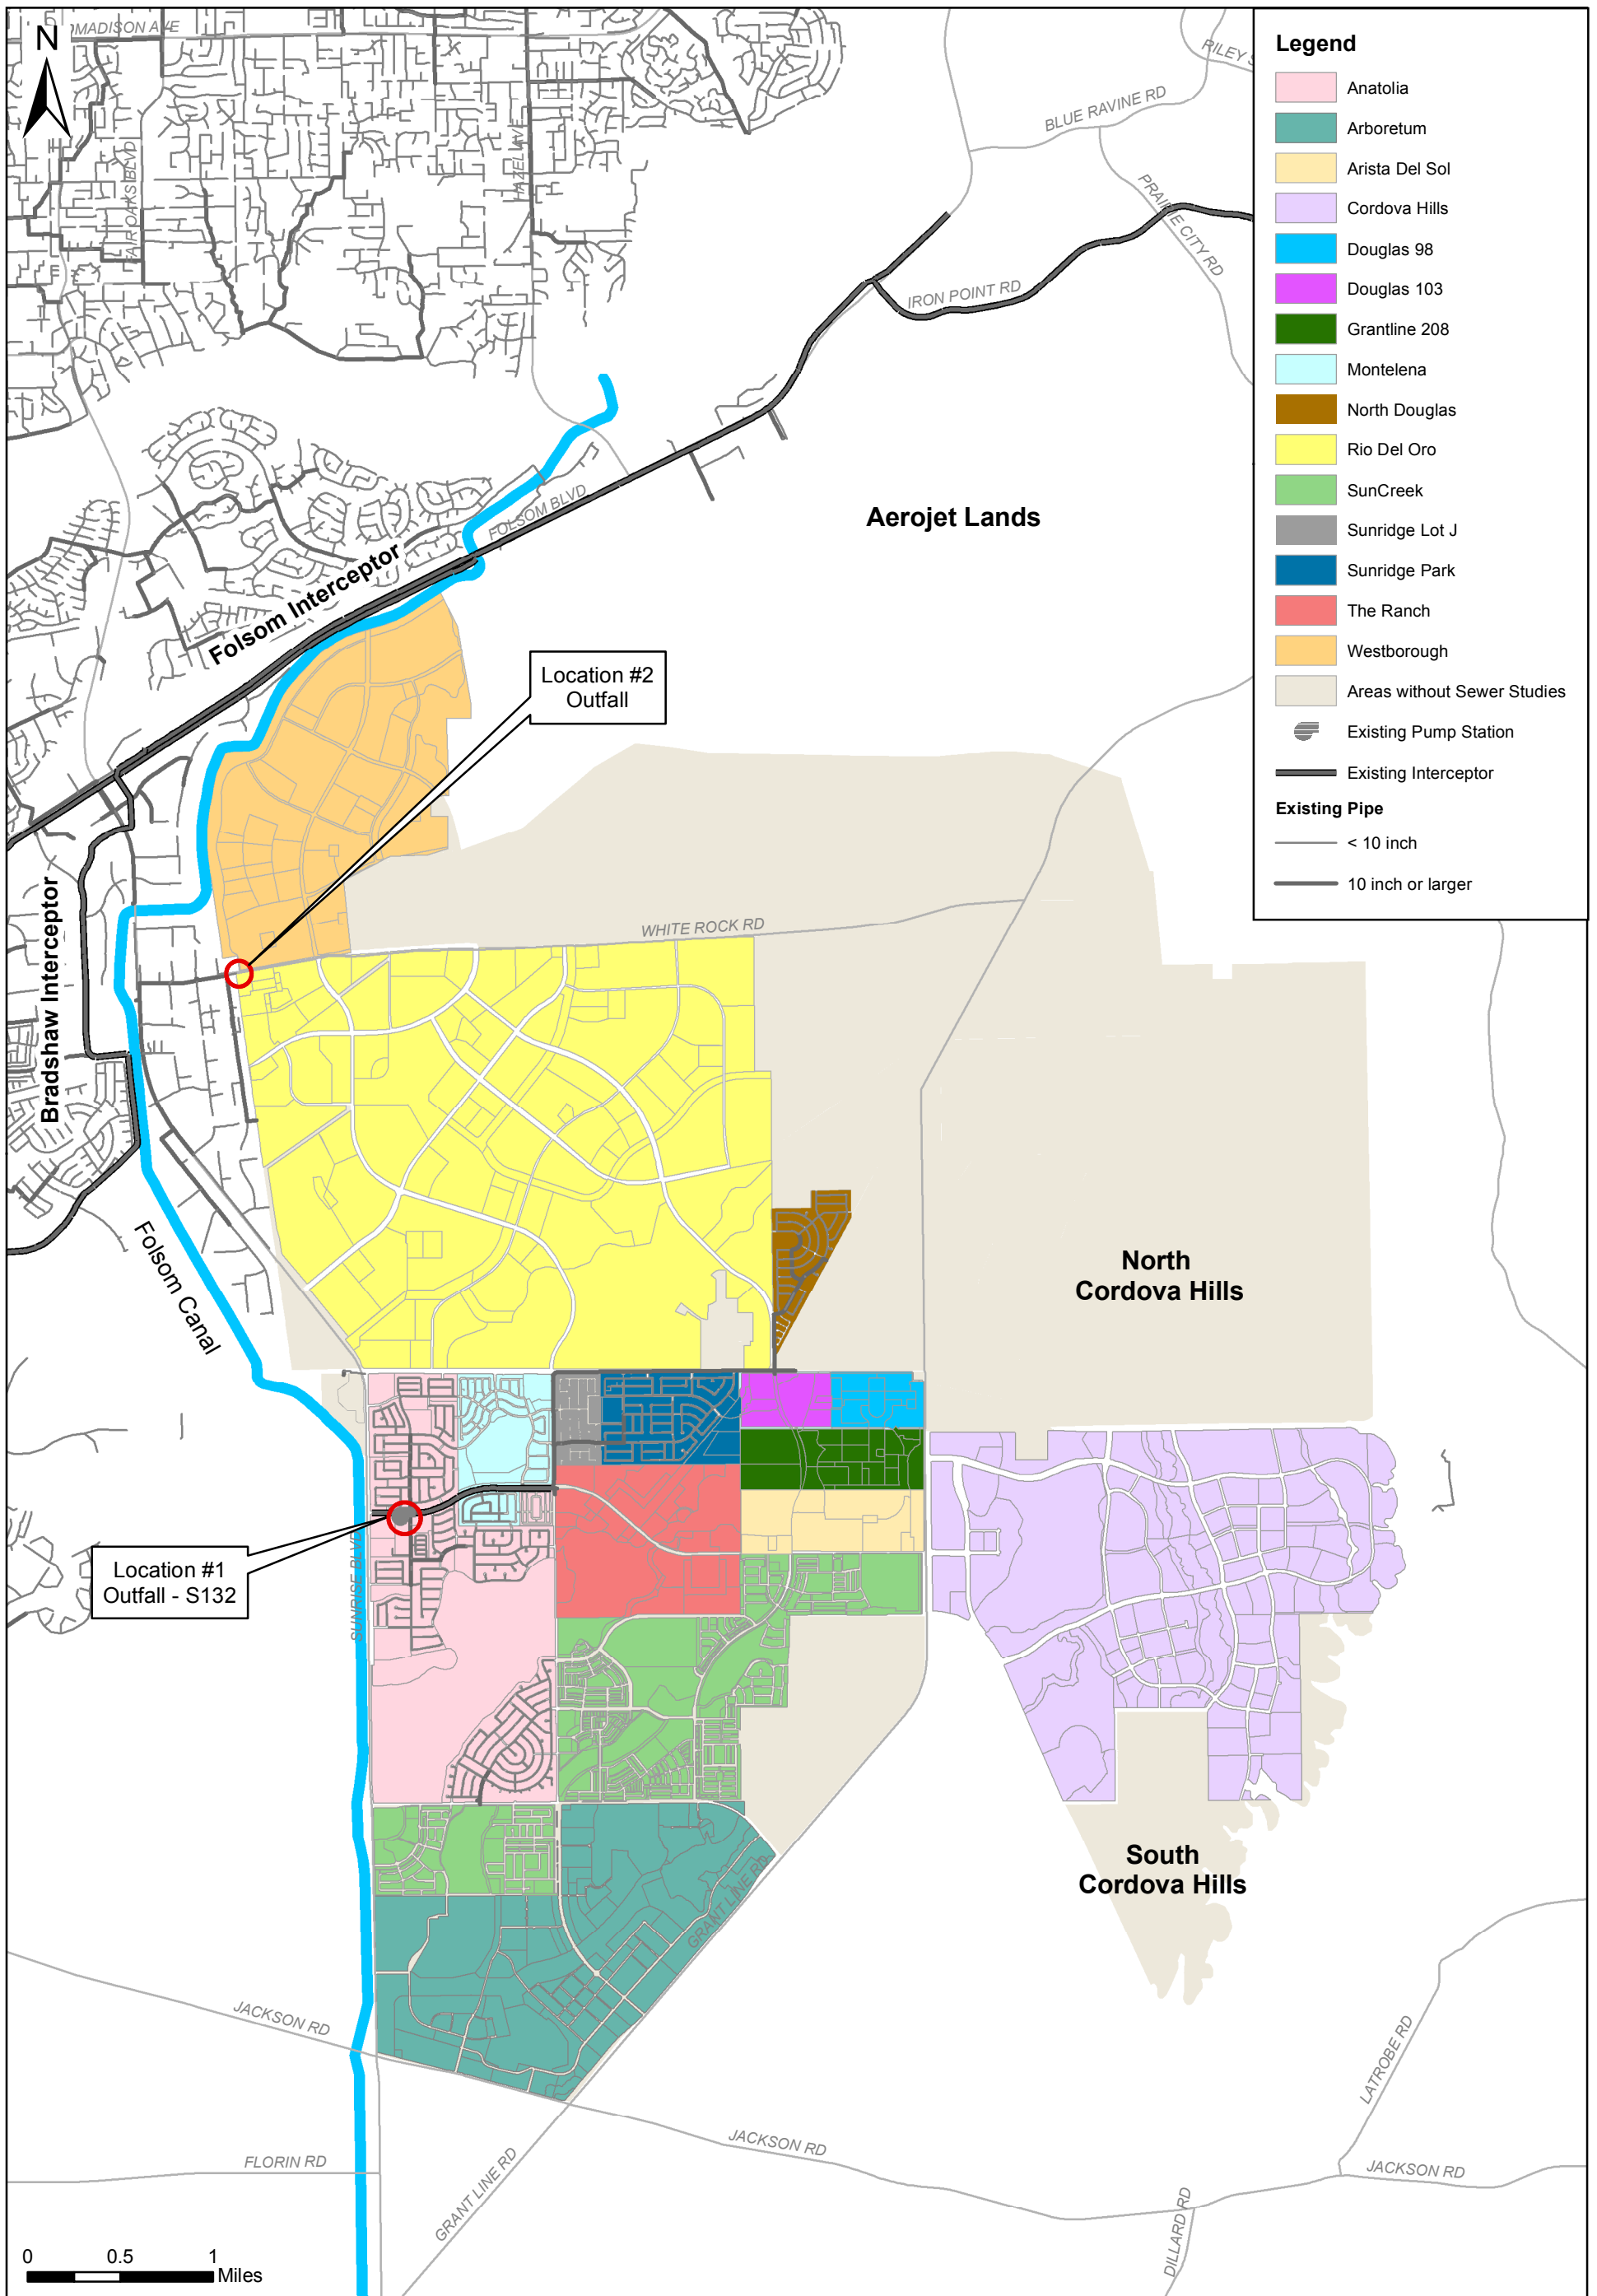 N
MADISON AVE
FAIR OAKS BLVD
HAZEL AVE
RILEY S
BLUE RAVINE RD
PRAIRIE CITY RD
IRON POINT RD
FOLSOM BLVD
Aerojet Lands
Folsom Interceptor
Location #2
Outfall
Bradshaw Interceptor
WHITE ROCK RD
Folsom Canal
North
Cordova Hills
Location #1
Outfall - S132
SUNRISE BLVD
South
Cordova Hills
GRANT LINE RD
JACKSON RD
LATROBE RD
FLORIN RD
GRANT LINE RD
JACKSON RD
JACKSON RD
DILLARD RD
0 0.5 1
Miles
Legend
Anatolia
Arboretum
Arista Del Sol
Cordova Hills
Douglas 98
Douglas 103
Grantline 208
Montelena
North Douglas
Rio Del Oro
SunCreek
Sunridge Lot J
Sunridge Park
The Ranch
Westborough
Areas without Sewer Studies
Existing Pump Station
Existing Interceptor
Existing Pipe
< 10 inch
10 inch or larger